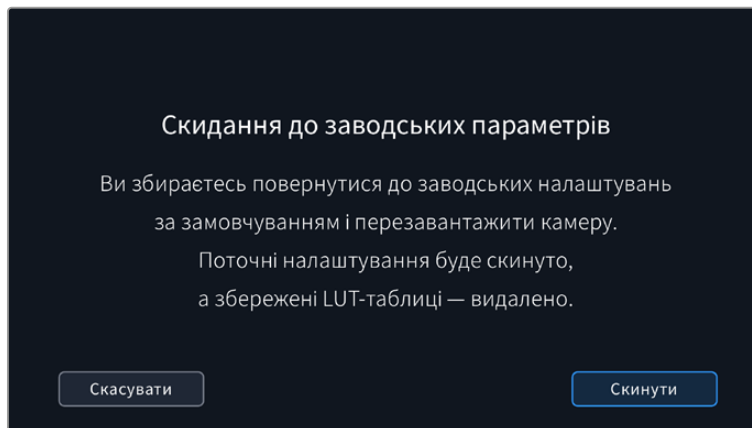 Скидання до заводських параметрів
Ви збираєтесь повернутися до заводських налаштувань
за замовчуванням і перезавантажити камеру.
Поточні налаштування буде скинуто,
а збережені LUT-таблиці — видалено.
Скасувати
Скинути